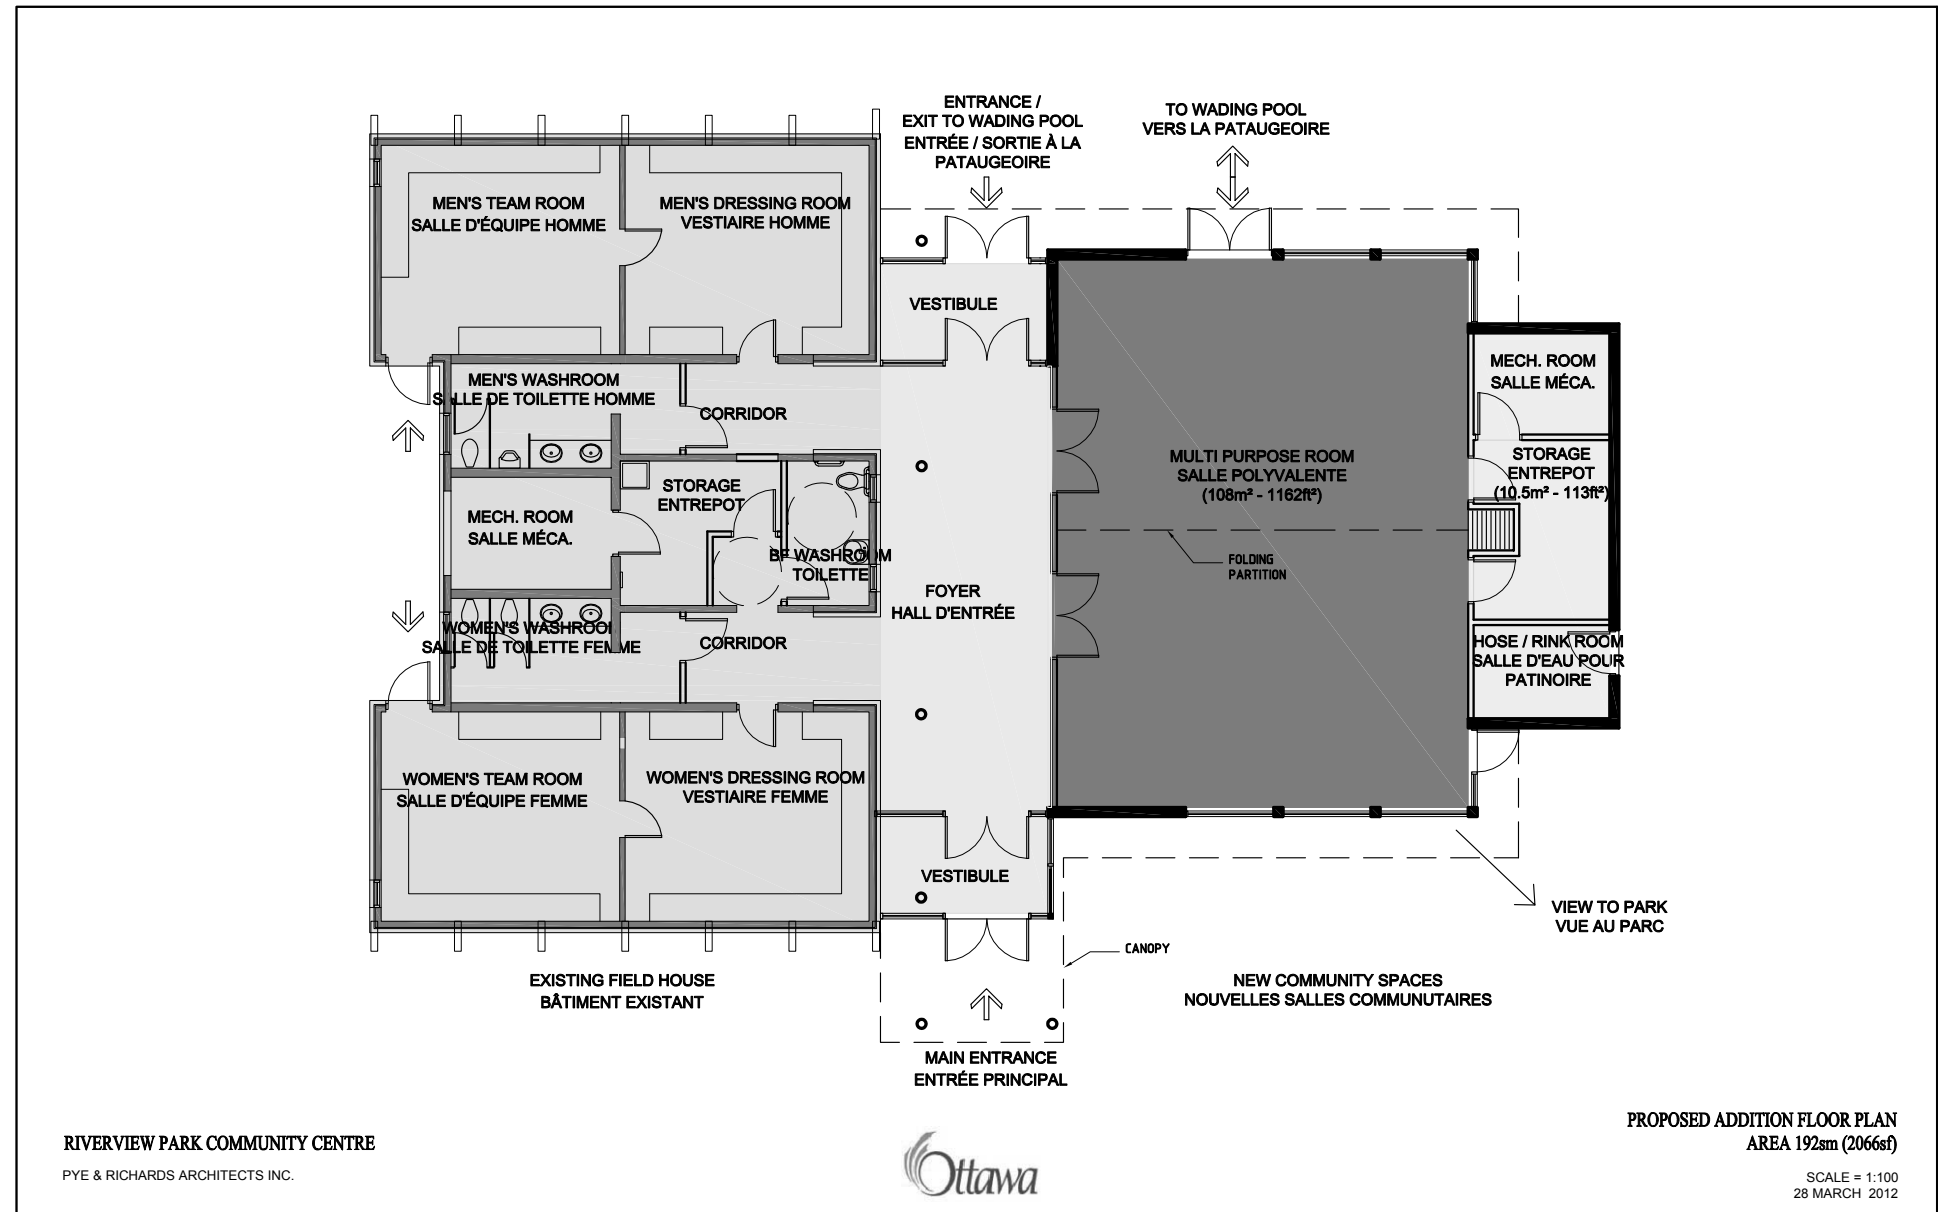 ENTRANCE /
EXIT TO WADING POOL
ENTRÉE / SORTIE À LA
PATAUGEOIRE
TO WADING POOL
VERS LA PATAUGEOIRE
MEN'S TEAM ROOM
SALLE D'ÉQUIPE HOMME
MEN'S DRESSING ROOM
VESTIAIRE HOMME
VESTIBULE
MEN'S WASHROOM
SALLE DE TOILETTE HOMME
CORRIDOR
MECH. ROOM
SALLE MÉCA.
STORAGE
ENTREPOT
MULTI PURPOSE ROOM
SALLE POLYVALENTE
(108m² - 1162ft²)
STORAGE
ENTREPOT
(10.5m² - 113ft²)
MECH. ROOM
SALLE MÉCA.
BF WASHROOM
TOILETTE
FOLDING
PARTITION
FOYER
HALL D'ENTRÉE
WOMEN'S WASHROOM
SALLE DE TOILETTE FEMME
CORRIDOR
HOSE / RINK ROOM
SALLE D'EAU POUR
PATINOIRE
WOMEN'S TEAM ROOM
SALLE D'ÉQUIPE FEMME
WOMEN'S DRESSING ROOM
VESTIAIRE FEMME
VESTIBULE
VIEW TO PARK
VUE AU PARC
CANOPY
EXISTING FIELD HOUSE
BÂTIMENT EXISTANT
NEW COMMUNITY SPACES
NOUVELLES SALLES COMMUNUTAIRES
MAIN ENTRANCE
ENTRÉE PRINCIPAL
RIVERVIEW PARK COMMUNITY CENTRE
PYE & RICHARDS ARCHITECTS INC.
Ottawa
PROPOSED ADDITION FLOOR PLAN
AREA 192sm (2066sf)
SCALE = 1:100
28 MARCH 2012